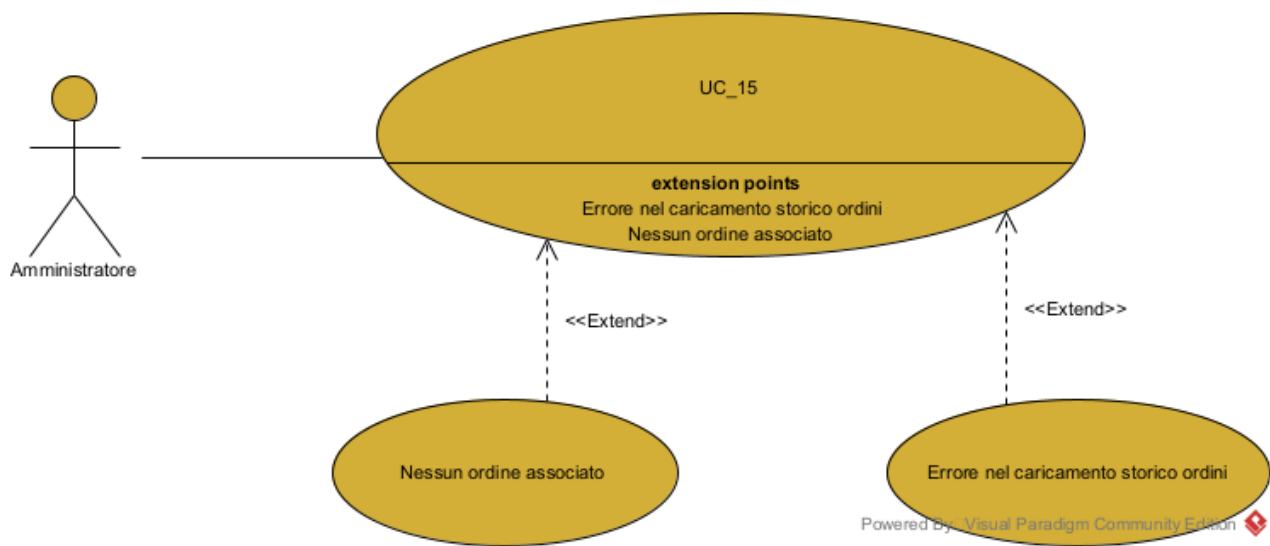 UC_15
extension points
Errore nel caricamento storico ordini
Nessun ordine associato
Amministratore
<<Extend>>
<<Extend>>
Nessun ordine associato
Errore nel caricamento storico ordini
Powered By Visual Paradigm Community Edition